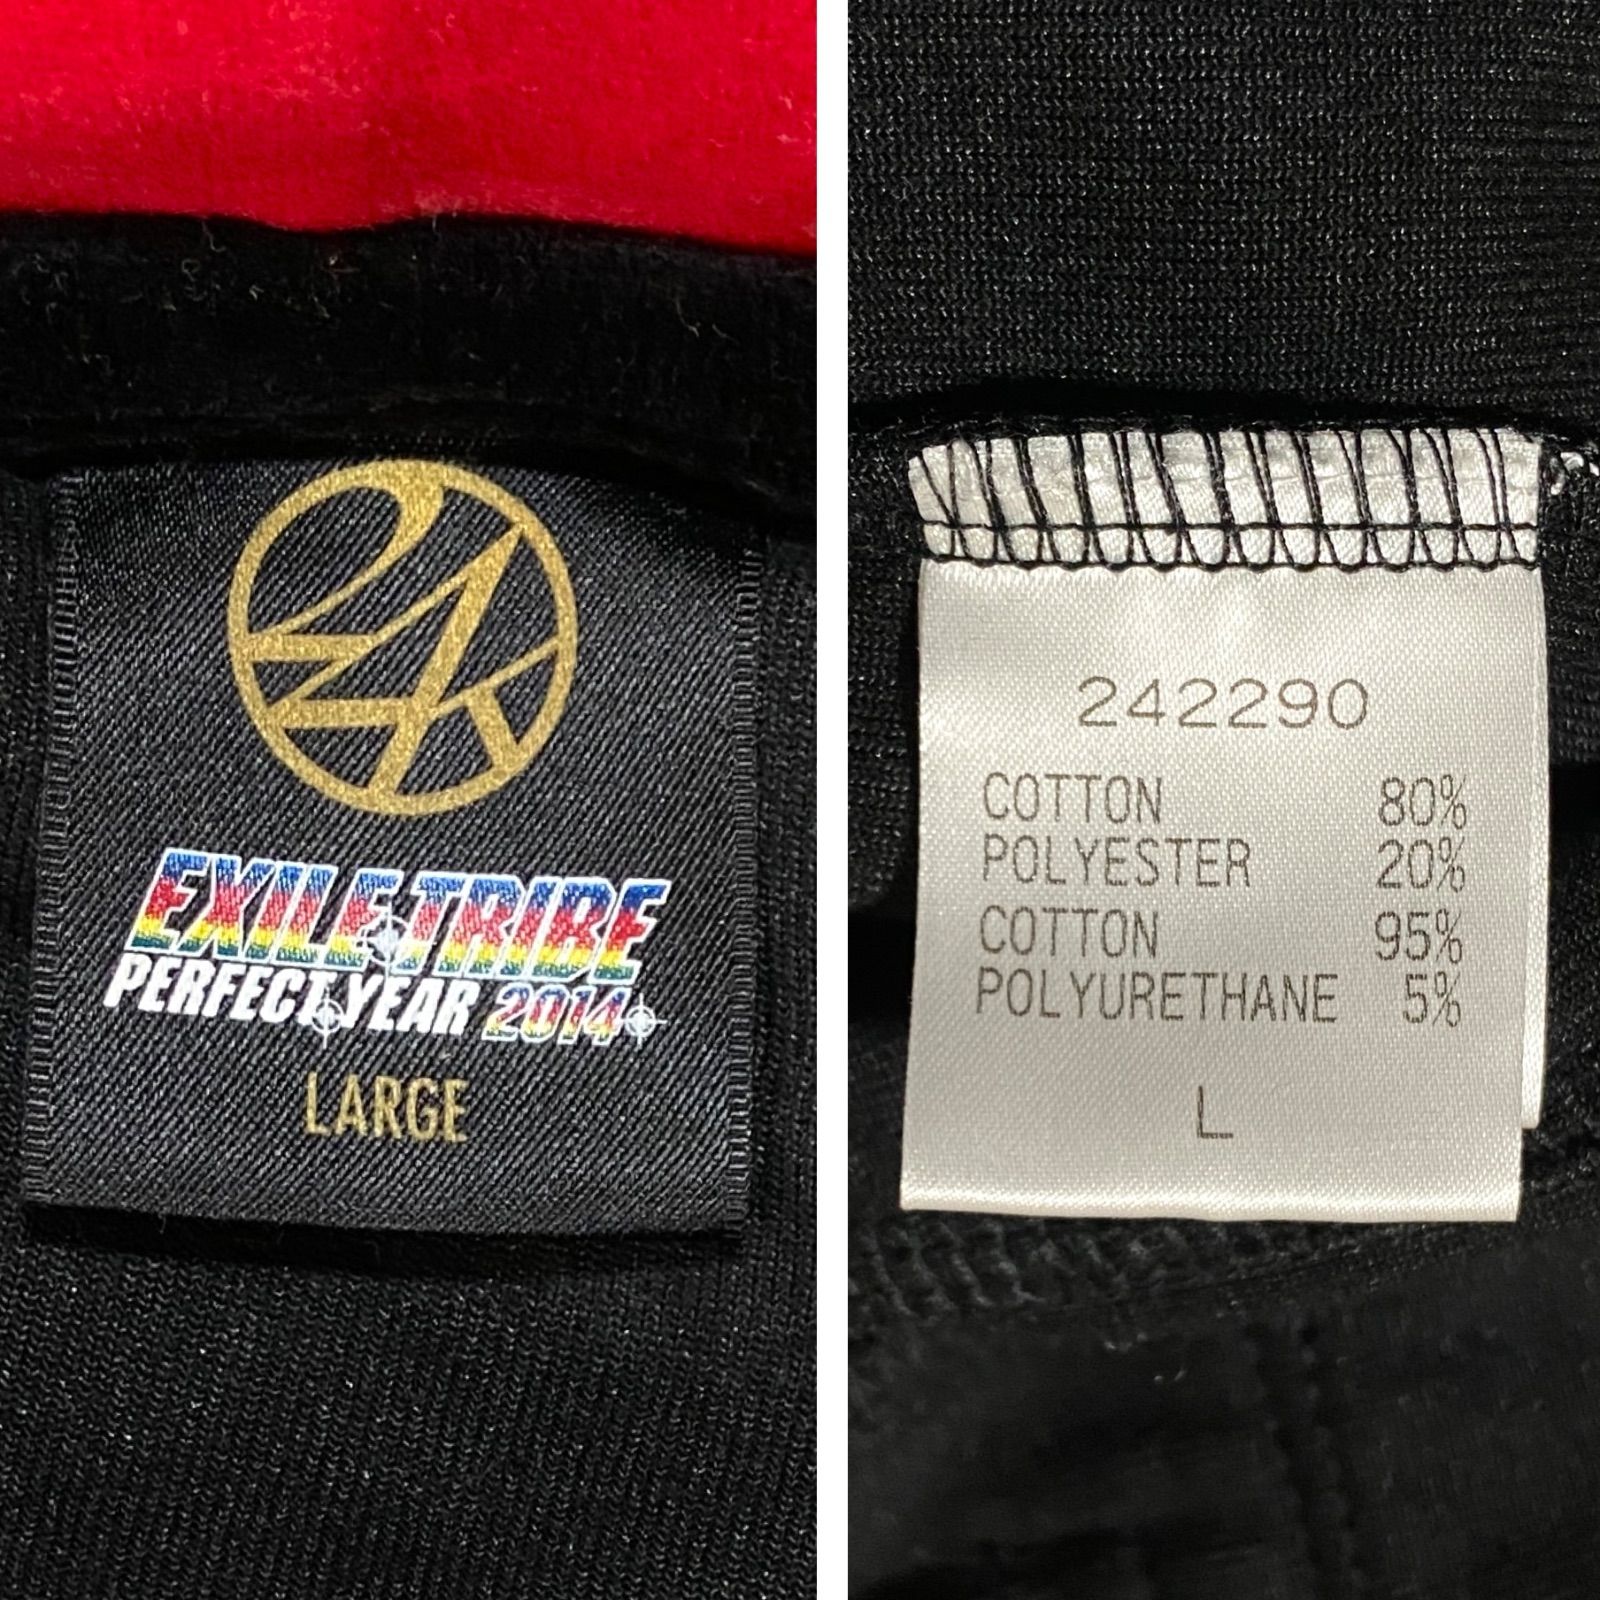 24K
EXILE TRIBE
PERFECT YEAR 2014
LARGE
242290
COTTON 80%
POLYESTER 20%
COTTON 95%
POLYURETHANE 5%
L